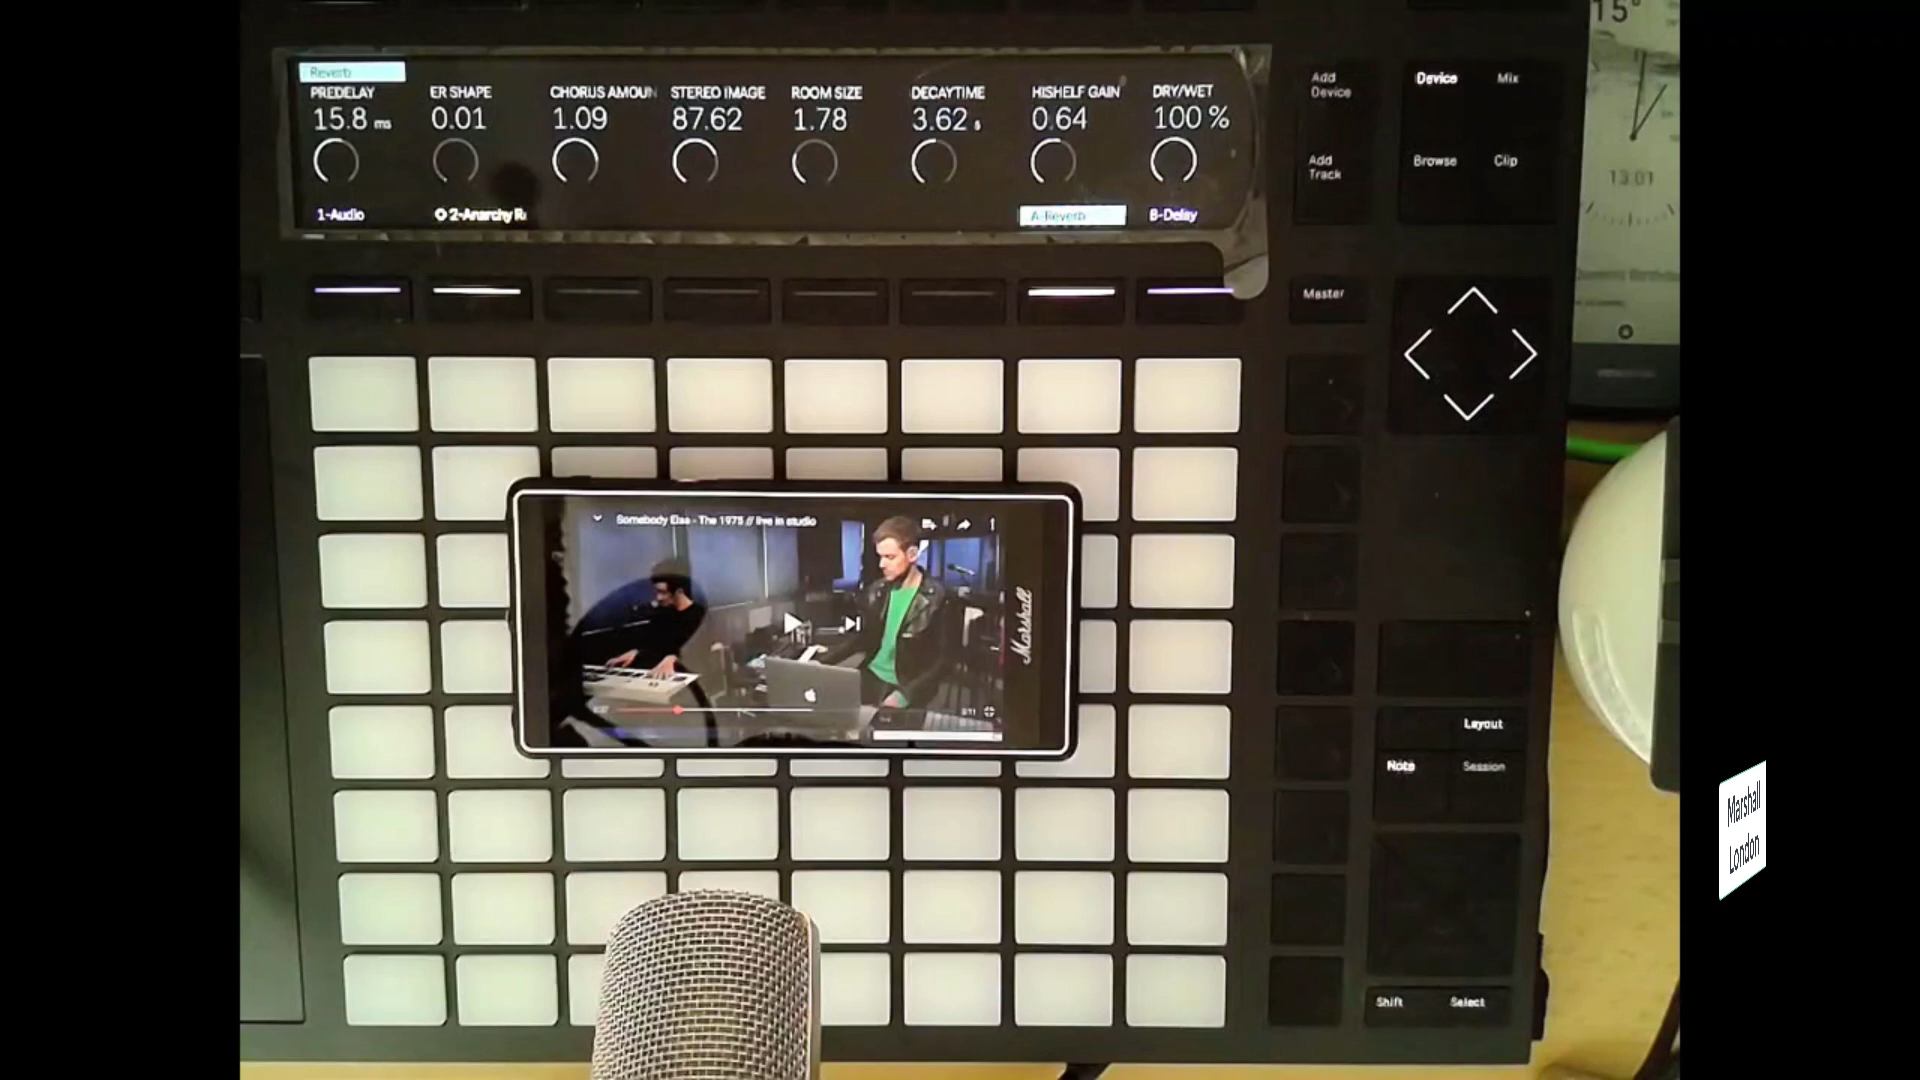 Reverb
PREDELAY ER SHAPE CHORUS AMOUN STEREO IMAGE ROOM SIZE DECAYTIME HISHELF GAIN DRY/WET
15.8 ms 0.01 1.09 87.62 1.78 3.62 s 0.64 100 %
1-Audio 2-Anarchy R A-Reverb B-Delay
Add
Device
Device Mix
Add
Track
Browse Clip
Master
15°
13:01
Somebody Else - The 1975 // live in studio
Marshall
Layout
Note Session
Shift Select
Marshall
London